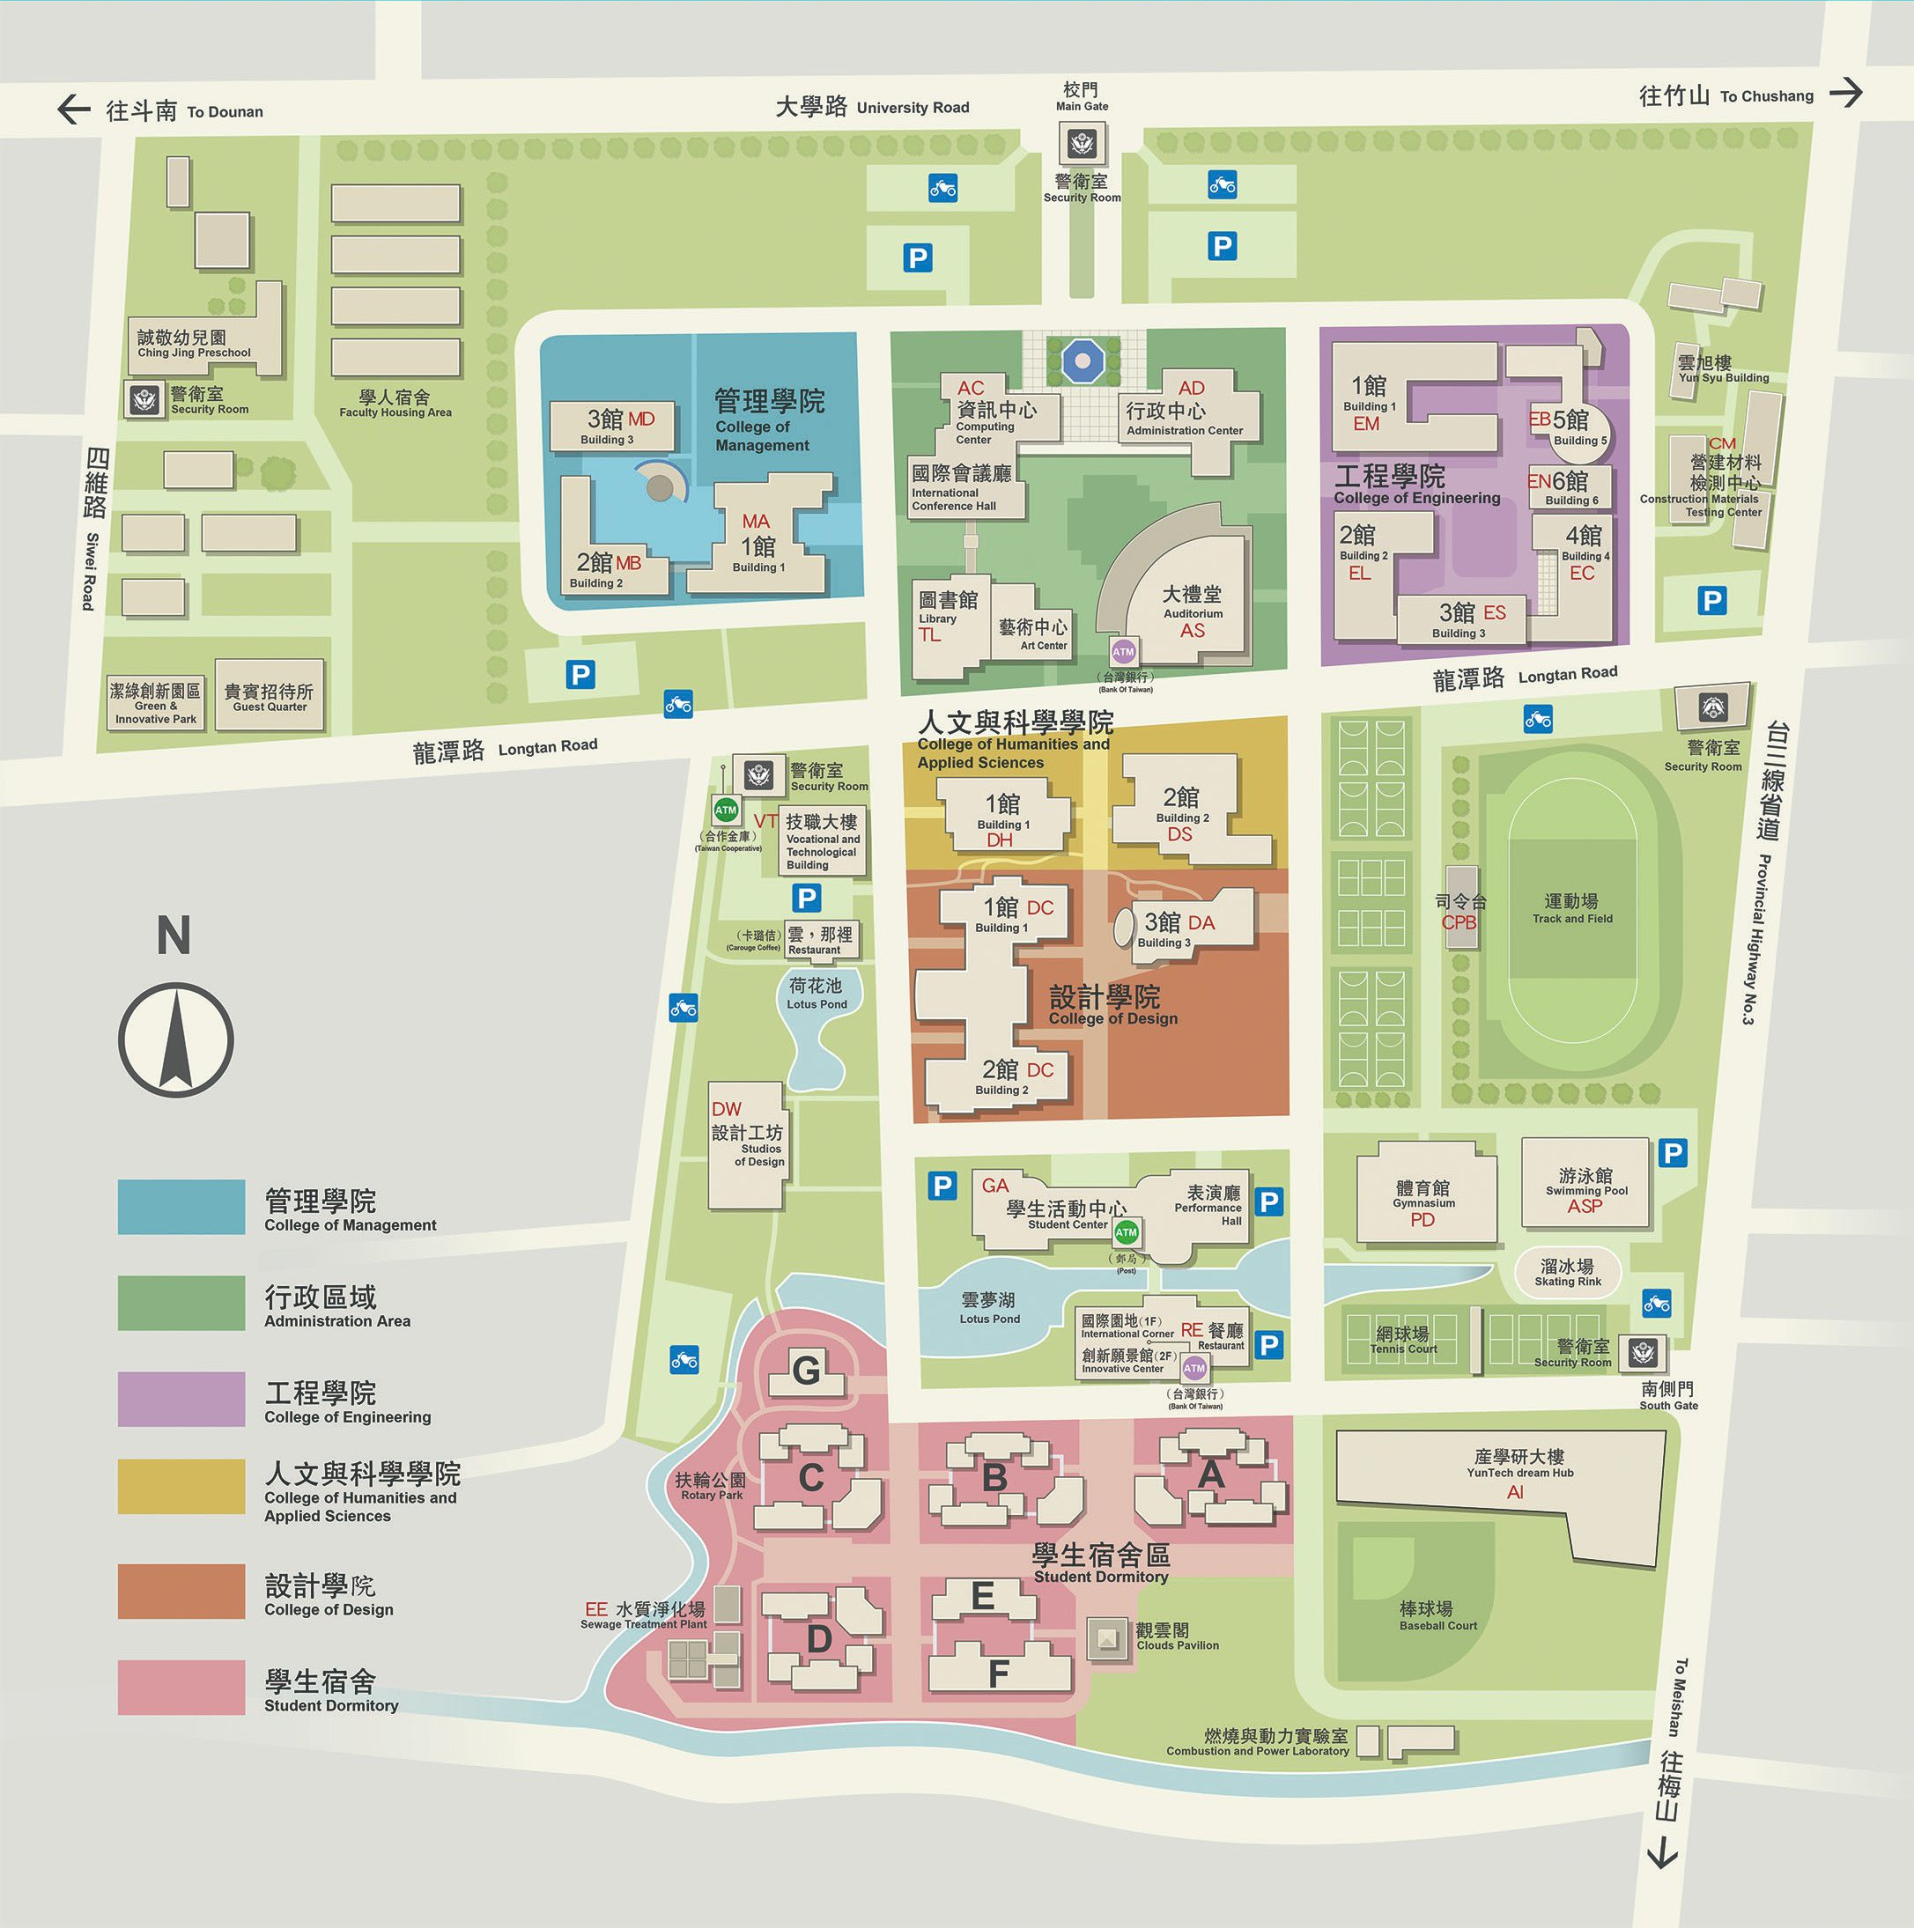 往斗南 To Dounan
大學路 University Road
校門
Main Gate
往竹山 To Chushang
警衛室
Security Room
P
P
誠敬幼兒園
Ching Jing Preschool
警衛室
Security Room
學人宿舍
Faculty Housing Area
四維路 Siwei Road
潔綠創新園區
Green &
Innovative Park
貴賓招待所
Guest Quarter
管理學院
College of
Management
3館 MD
Building 3
2館 MB
Building 2
MA
1館
Building 1
P
AC
資訊中心
Computing
Center
國際會議廳
International
Conference Hall
AD
行政中心
Administration Center
圖書館
Library
TL
藝術中心
Art Center
大禮堂
Auditorium
AS
ATM
(台灣銀行)
(Bank Of Taiwan)
1館
Building 1
EM
EB 5館
Building 5
工程學院
College of Engineering
EN 6館
Building 6
2館
Building 2
EL
4館
Building 4
EC
3館 ES
Building 3
雲旭樓
Yun Syu Building
CM
營建材料
檢測中心
Construction Materials
Testing Center
P
龍潭路 Longtan Road
龍潭路 Longtan Road
警衛室
Security Room
台三線省道 Provincial Highway No.3
警衛室
Security Room
ATM
(合作金庫)
(Taiwan Cooperative)
VT 技職大樓
Vocational and
Technological
Building
P
(卡璐佶)
(Carouge Coffee)
雲，那裡
Restaurant
荷花池
Lotus Pond
人文與科學學院
College of Humanities and
Applied Sciences
1館
Building 1
DH
2館
Building 2
DS
1館 DC
Building 1
3館 DA
Building 3
設計學院
College of Design
2館 DC
Building 2
司令台
CPB
運動場
Track and Field
N
DW
設計工坊
Studios
of Design
P
GA
學生活動中心
Student Center
表演廳
Performance
Hall
P
ATM
(郵局)
(Post)
體育館
Gymnasium
PD
游泳館
Swimming Pool
ASP
P
溜冰場
Skating Rink
雲夢湖
Lotus Pond
國際園地(1F)
International Corner
創新願景館(2F)
Innovative Center
RE 餐廳
Restaurant
P
ATM
(台灣銀行)
(Bank Of Taiwan)
網球場
Tennis Court
警衛室
Security Room
南側門
South Gate
G
C
B
A
扶輪公園
Rotary Park
學生宿舍區
Student Dormitory
EE 水質淨化場
Sewage Treatment Plant
D
E
F
觀雲閣
Clouds Pavilion
產學研大樓
YunTech dream Hub
AI
棒球場
Baseball Court
燃燒與動力實驗室
Combustion and Power Laboratory
To Meishan 往梅山
管理學院
College of Management
行政區域
Administration Area
工程學院
College of Engineering
人文與科學學院
College of Humanities and
Applied Sciences
設計學院
College of Design
學生宿舍
Student Dormitory